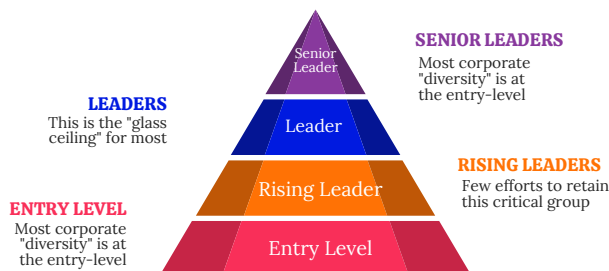 Senior
Leader
SENIOR LEADERS
Most corporate
"diversity" is at
the entry-level
LEADERS
This is the "glass
ceiling" for most
Leader
Rising Leader
RISING LEADERS
Few efforts to retain
this critical group
ENTRY LEVEL
Most corporate
"diversity" is at
the entry-level
Entry Level